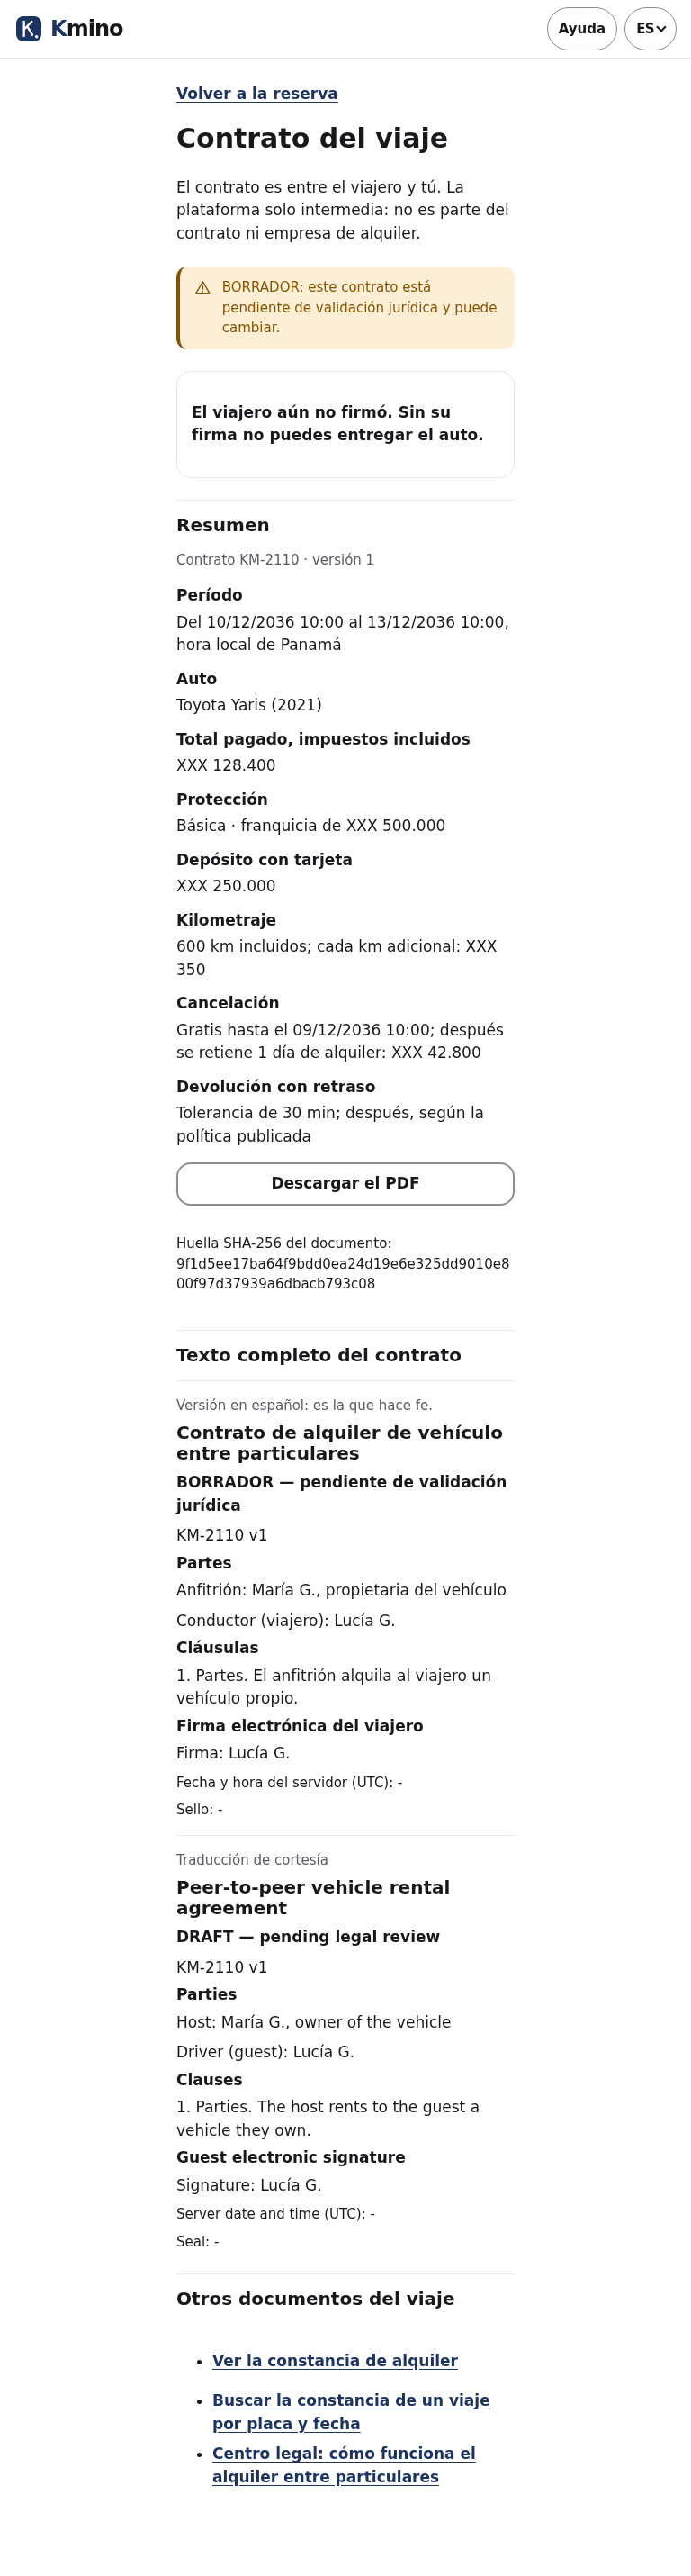 Kmino
Ayuda
ES
Volver a la reserva
Contrato del viaje
El contrato es entre el viajero y tú. La
plataforma solo intermedia: no es parte del
contrato ni empresa de alquiler.
BORRADOR: este contrato está
pendiente de validación jurídica y puede
cambiar.
El viajero aún no firmó. Sin su
firma no puedes entregar el auto.
Resumen
Contrato KM-2110 · versión 1
Período
Del 10/12/2036 10:00 al 13/12/2036 10:00,
hora local de Panamá
Auto
Toyota Yaris (2021)
Total pagado, impuestos incluidos
XXX 128.400
Protección
Básica · franquicia de XXX 500.000
Depósito con tarjeta
XXX 250.000
Kilometraje
600 km incluidos; cada km adicional: XXX
350
Cancelación
Gratis hasta el 09/12/2036 10:00; después
se retiene 1 día de alquiler: XXX 42.800
Devolución con retraso
Tolerancia de 30 min; después, según la
política publicada
Descargar el PDF
Huella SHA-256 del documento:
9f1d5ee17ba64f9bdd0ea24d19e6e325dd9010e8
00f97d37939a6dbacb793c08
Texto completo del contrato
Versión en español: es la que hace fe.
Contrato de alquiler de vehículo
entre particulares
BORRADOR — pendiente de validación
jurídica
KM-2110 v1
Partes
Anfitrión: María G., propietaria del vehículo
Conductor (viajero): Lucía G.
Cláusulas
1. Partes. El anfitrión alquila al viajero un
vehículo propio.
Firma electrónica del viajero
Firma: Lucía G.
Fecha y hora del servidor (UTC): -
Sello: -
Traducción de cortesía
Peer-to-peer vehicle rental
agreement
DRAFT — pending legal review
KM-2110 v1
Parties
Host: María G., owner of the vehicle
Driver (guest): Lucía G.
Clauses
1. Parties. The host rents to the guest a
vehicle they own.
Guest electronic signature
Signature: Lucía G.
Server date and time (UTC): -
Seal: -
Otros documentos del viaje
• Ver la constancia de alquiler
• Buscar la constancia de un viaje
por placa y fecha
• Centro legal: cómo funciona el
alquiler entre particulares